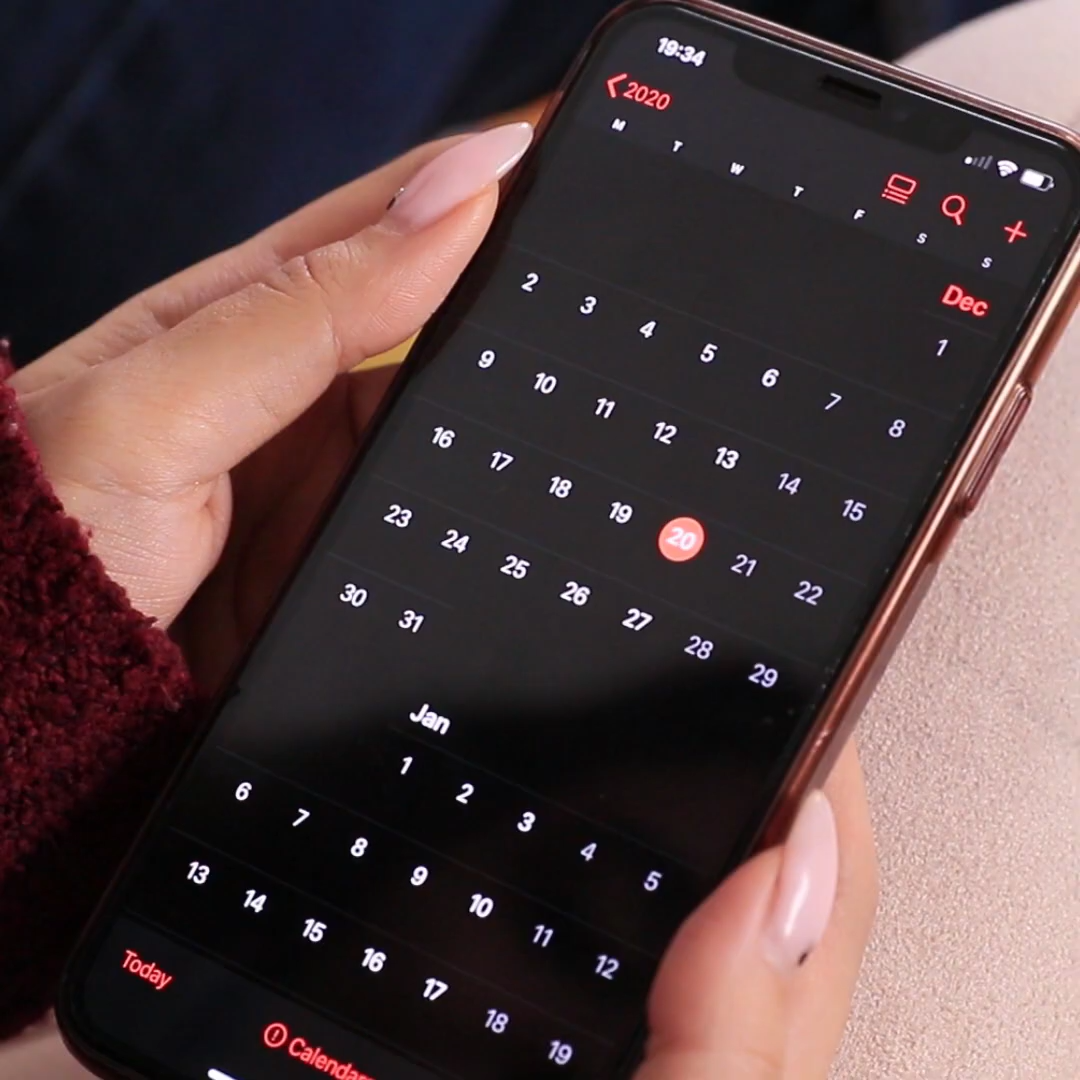 19:34
2020
M T W T F S S
Dec
1
2 3 4 5 6 7 8
9 10 11 12 13 14 15
16 17 18 19 20 21 22
23 24 25 26 27 28 29
30 31
Jan
1 2 3 4 5
6 7 8 9 10 11 12
13 14 15 16 17 18 19
Today
Calendars